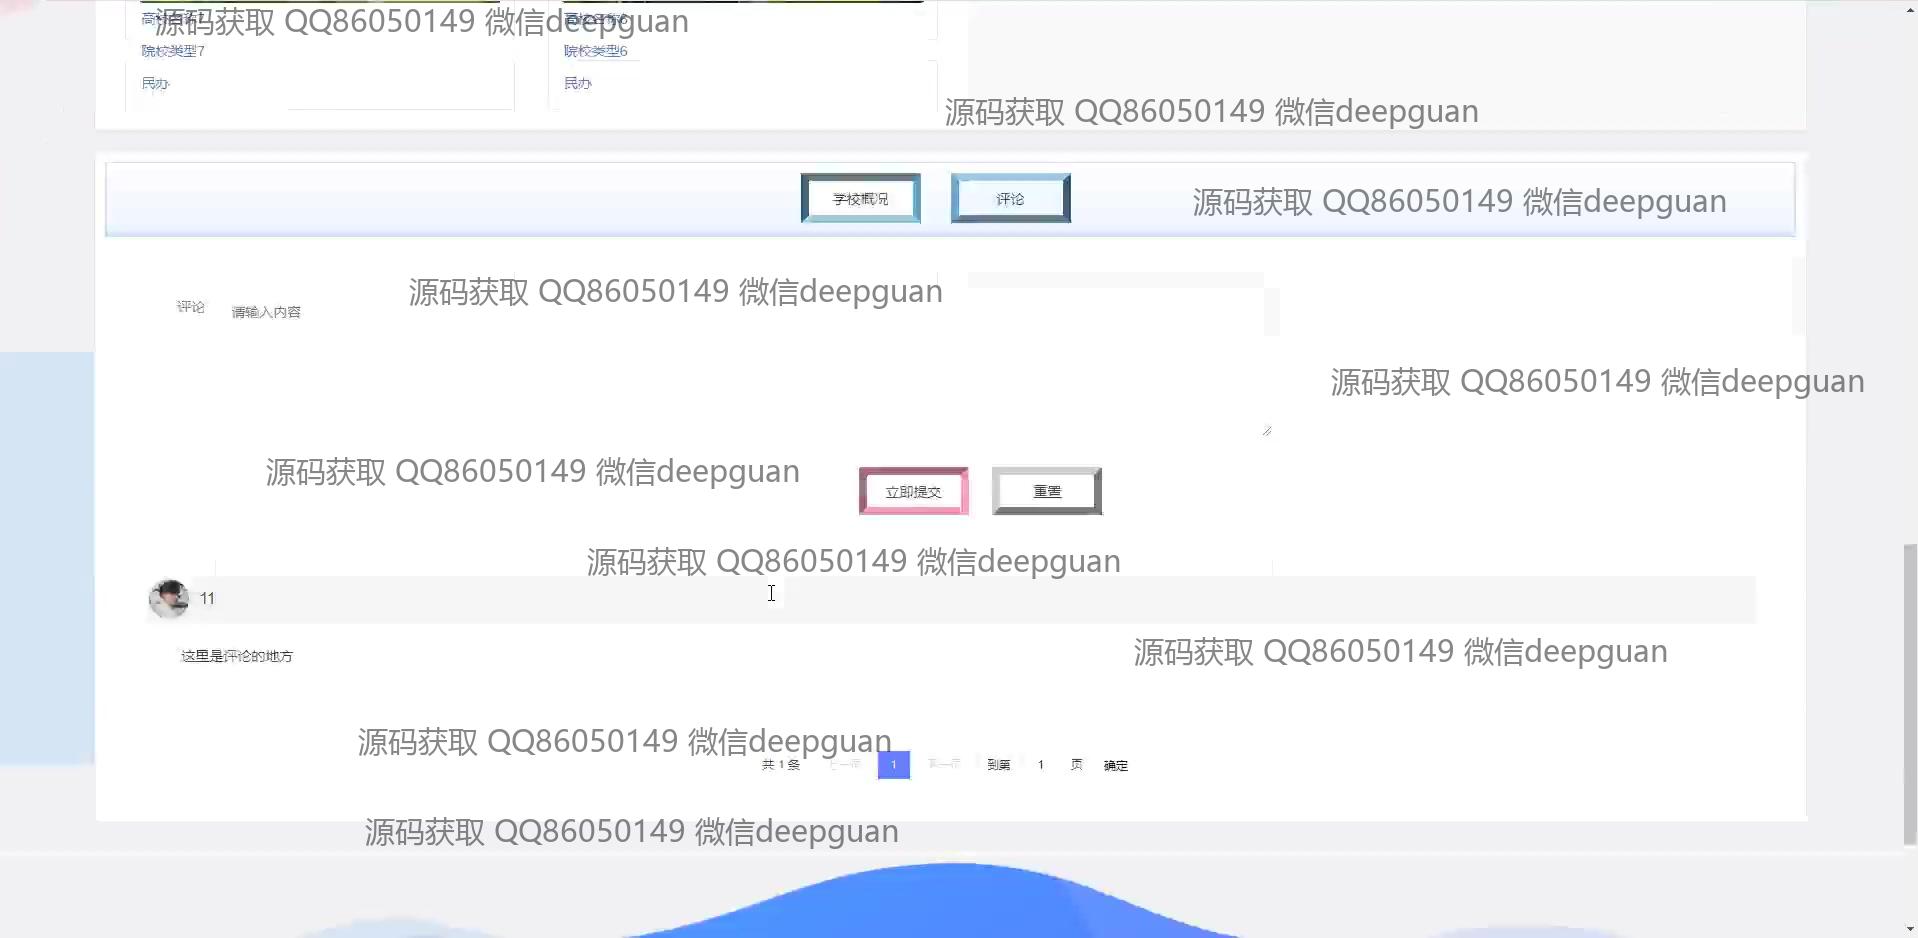 高校名称7
高校名称6
源码获取 QQ86050149 微信deepguan
院校类型7
院校类型6
民办
民办
源码获取 QQ86050149 微信deepguan
学校概况
评论
源码获取 QQ86050149 微信deepguan
源码获取 QQ86050149 微信deepguan
评论
请输入内容
源码获取 QQ86050149 微信deepguan
源码获取 QQ86050149 微信deepguan
立即提交
重置
源码获取 QQ86050149 微信deepguan
11
源码获取 QQ86050149 微信deepguan
这里是评论的地方
源码获取 QQ86050149 微信deepguan
共 1 条 上一页 1 下一页 到第 1 页 确定
源码获取 QQ86050149 微信deepguan